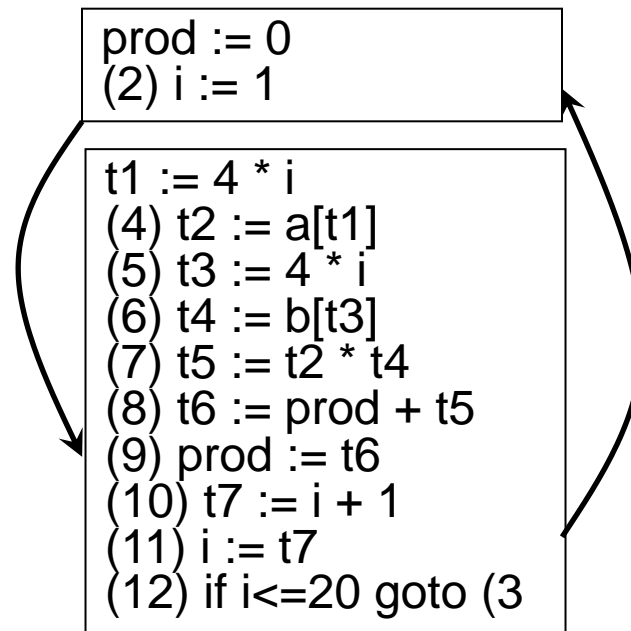 prod := 0
(2) i := 1
t1 := 4 * i
(4) t2 := a[t1]
(5) t3 := 4 * i
(6) t4 := b[t3]
(7) t5 := t2 * t4
(8) t6 := prod + t5
(9) prod := t6
(10) t7 := i + 1
(11) i := t7
(12) if i<=20 goto (3